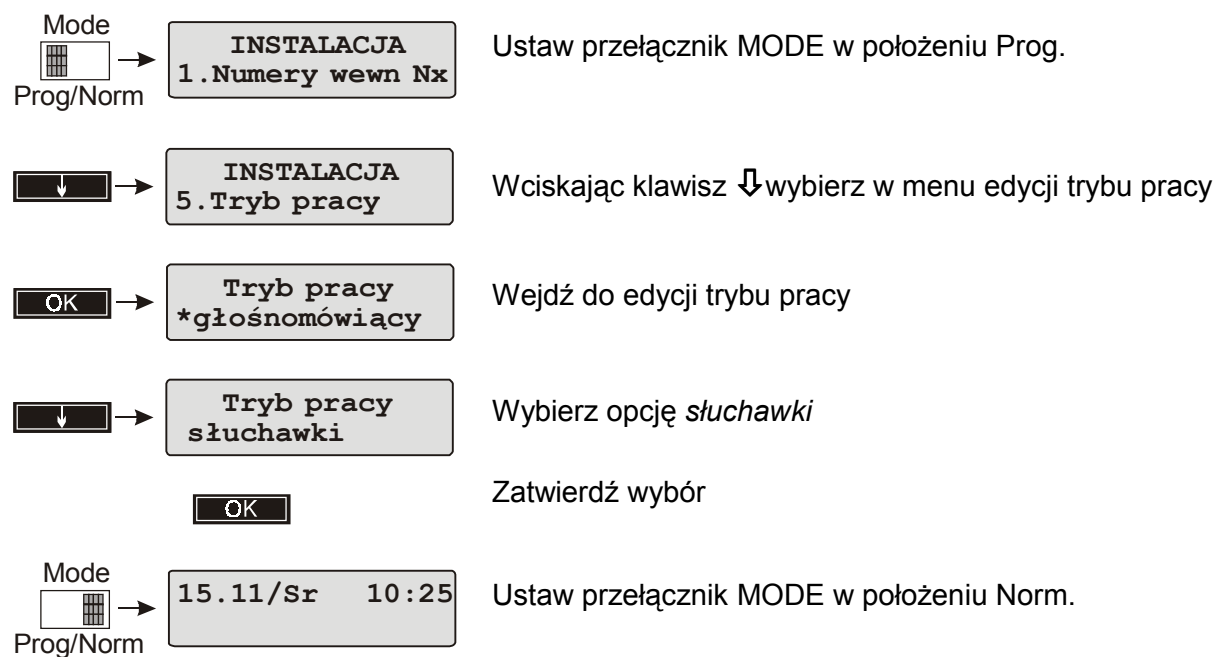 Mode
Prog/Norm
INSTALACJA
1.Numery wewn Nx
Ustaw przełącznik MODE w położeniu Prog.
INSTALACJA
5.Tryb pracy
Wciskając klawisz ⇩wybierz w menu edycji trybu pracy
OK
Tryb pracy
*głośnomówiący
Wejdź do edycji trybu pracy
Tryb pracy
słuchawki
Wybierz opcję słuchawki
OK
Zatwierdź wybór
Mode
Prog/Norm
15.11/Sr 10:25
Ustaw przełącznik MODE w położeniu Norm.